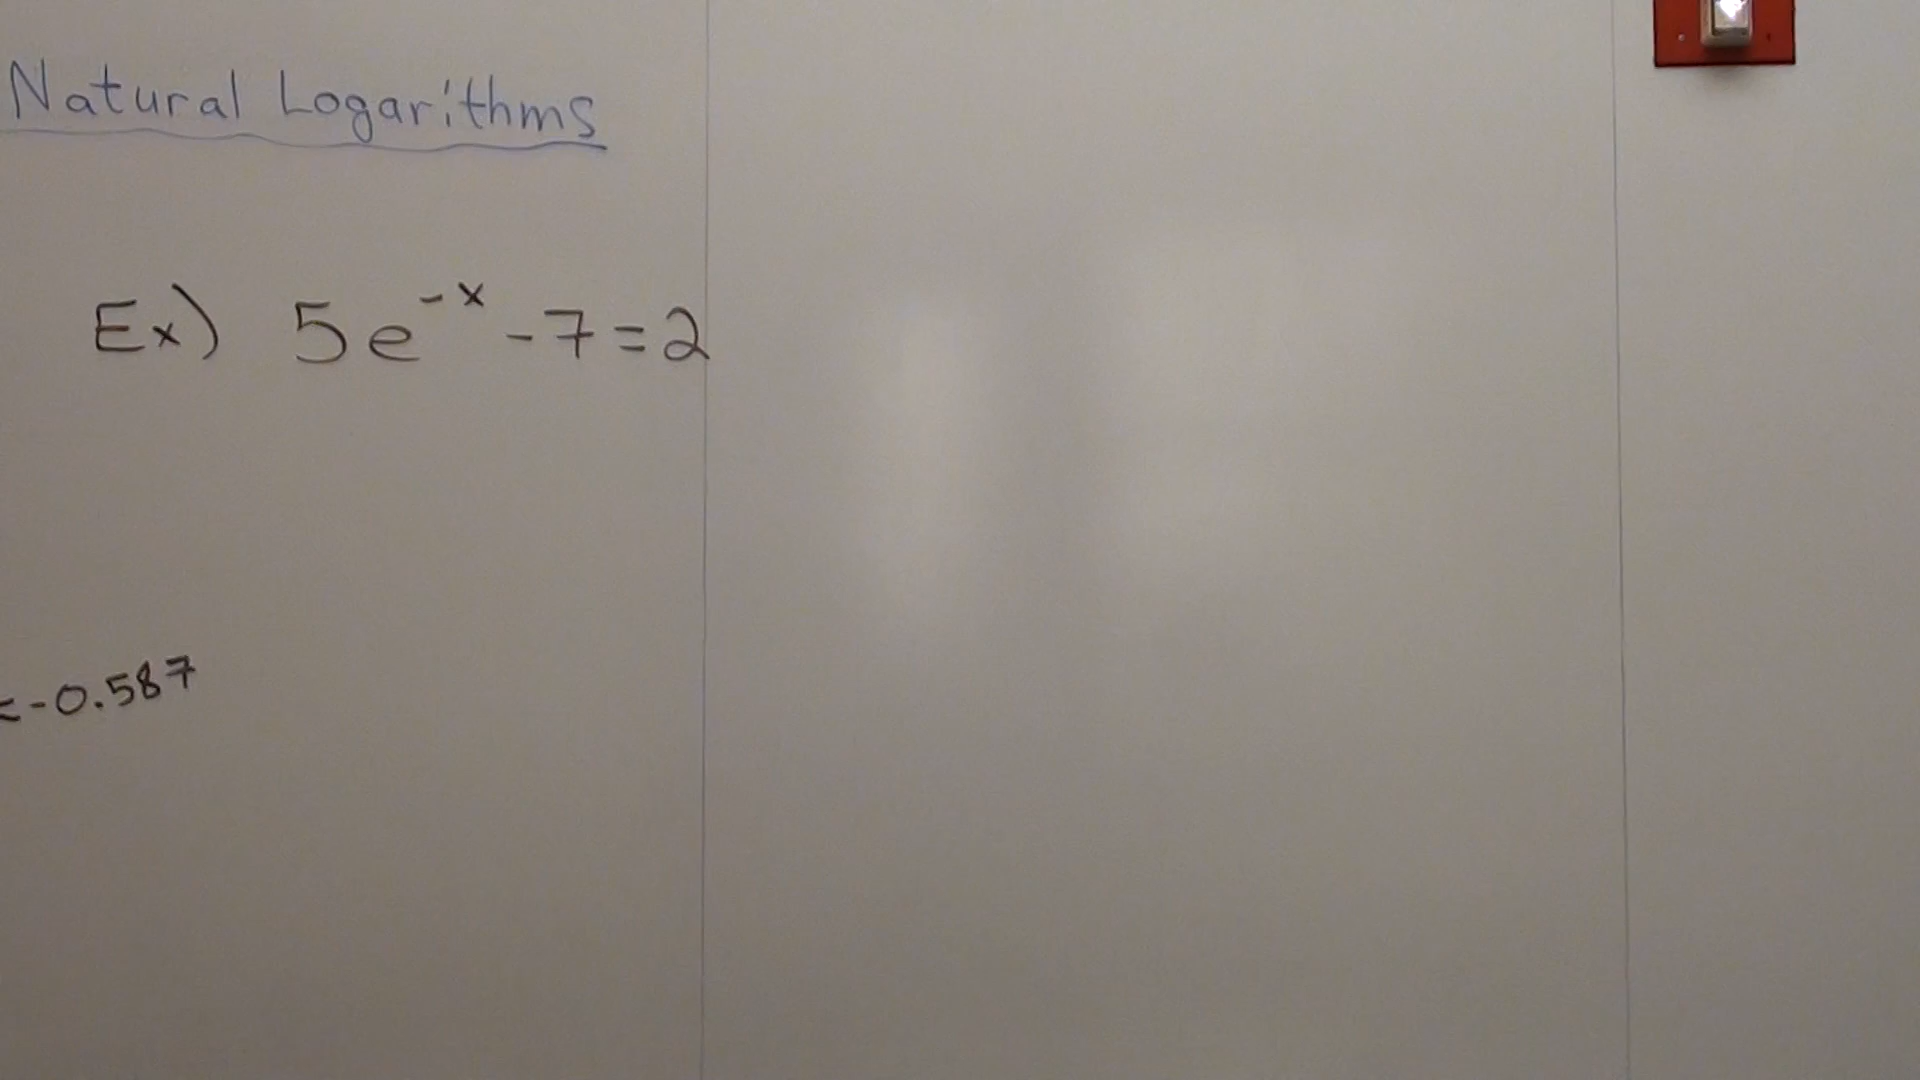 Natural Logarithms
Ex) 5e^{-x} - 7 = 2
= -0.587